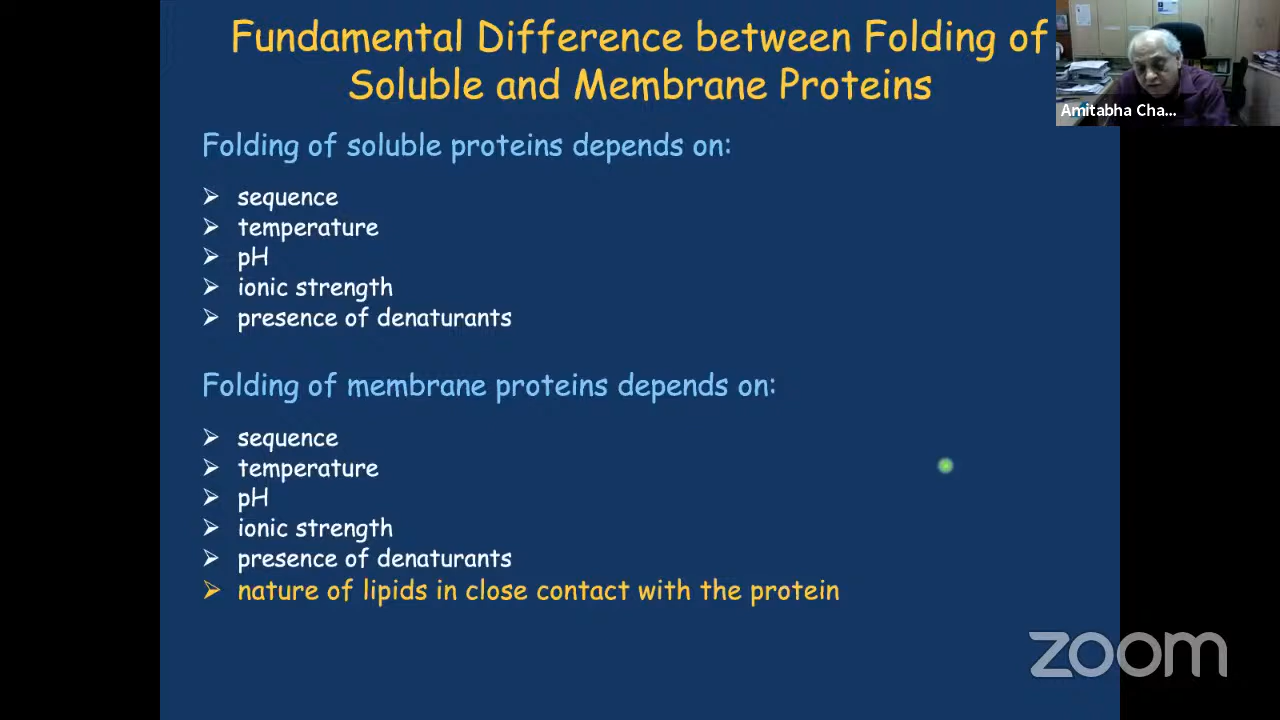 Fundamental Difference between Folding of
Soluble and Membrane Proteins
Amitabha Cha...
Folding of soluble proteins depends on:
➢ sequence
➢ temperature
➢ pH
➢ ionic strength
➢ presence of denaturants
Folding of membrane proteins depends on:
➢ sequence
➢ temperature
➢ pH
➢ ionic strength
➢ presence of denaturants
➢ nature of lipids in close contact with the protein
zoom